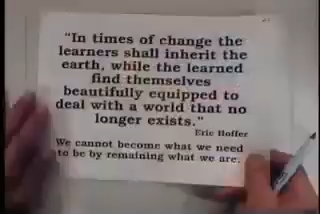 "In times of change the
learners shall inherit the
earth, while the learned
find themselves
beautifully equipped to
deal with a world that no
longer exists."
Eric Hoffer
We cannot become what we need
to be by remaining what we are.